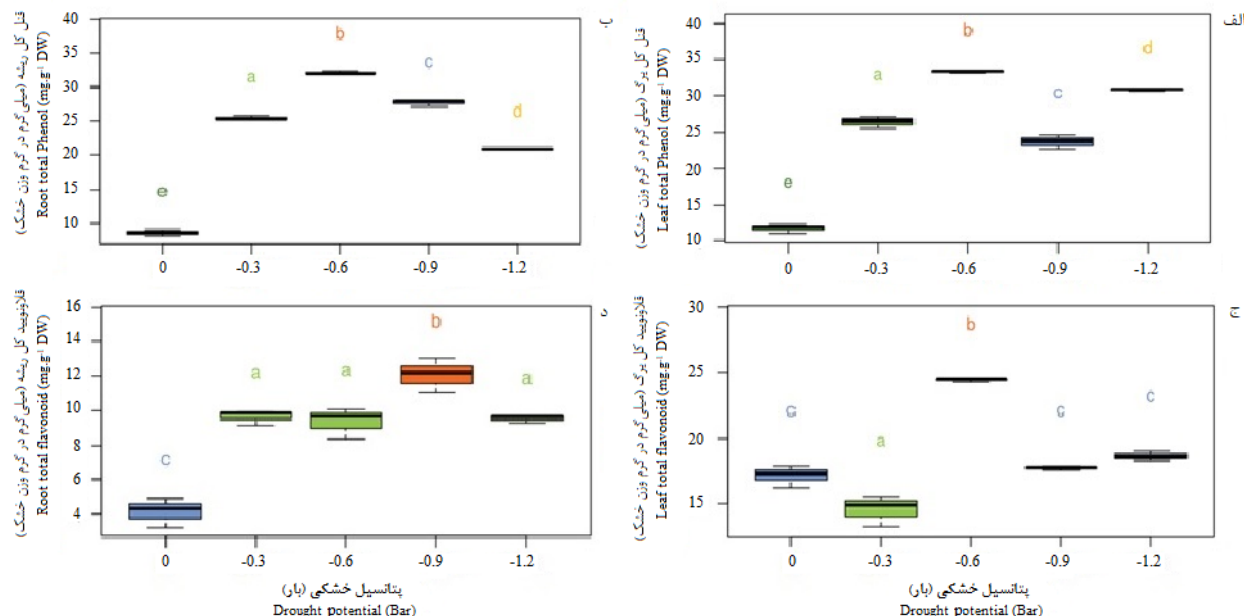 ب
فنل کل ریشه (میلی‌گرم در گرم وزن خشک)
Root total Phenol (mg.g⁻¹ DW)
40
35
30
25
20
15
10
e
a
b
c
d
0 -0.3 -0.6 -0.9 -1.2
الف
فنل کل برگ (میلی‌گرم در گرم وزن خشک)
Leaf total Phenol (mg.g⁻¹ DW)
40
35
30
25
20
15
10
e
a
b
c
d
0 -0.3 -0.6 -0.9 -1.2
د
فلاونویید کل ریشه (میلی‌گرم در گرم وزن خشک)
Root total flavonoid (mg.g⁻¹ DW)
16
14
12
10
8
6
4
c
a
a
b
a
0 -0.3 -0.6 -0.9 -1.2
پتانسیل خشکی (بار)
Drought potential (Bar)
ج
فلاونویید کل برگ (میلی‌گرم در گرم وزن خشک)
Leaf total flavonoid (mg.g⁻¹ DW)
30
25
20
15
c
a
b
c
c
0 -0.3 -0.6 -0.9 -1.2
پتانسیل خشکی (بار)
Drought potential (Bar)